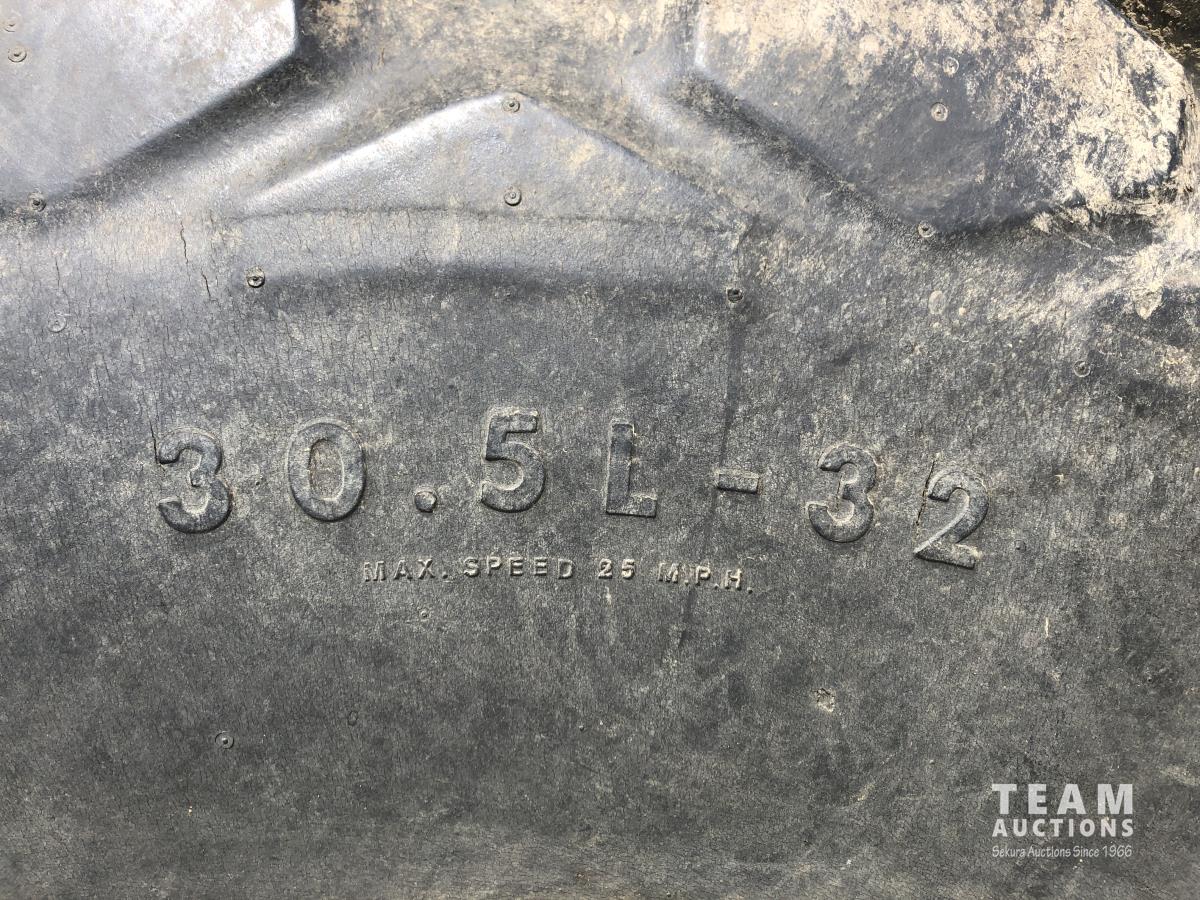 30.5L-32
MAX. SPEED 25 M.P.H.
TEAM
AUCTIONS
Sekura Auctions Since 1966